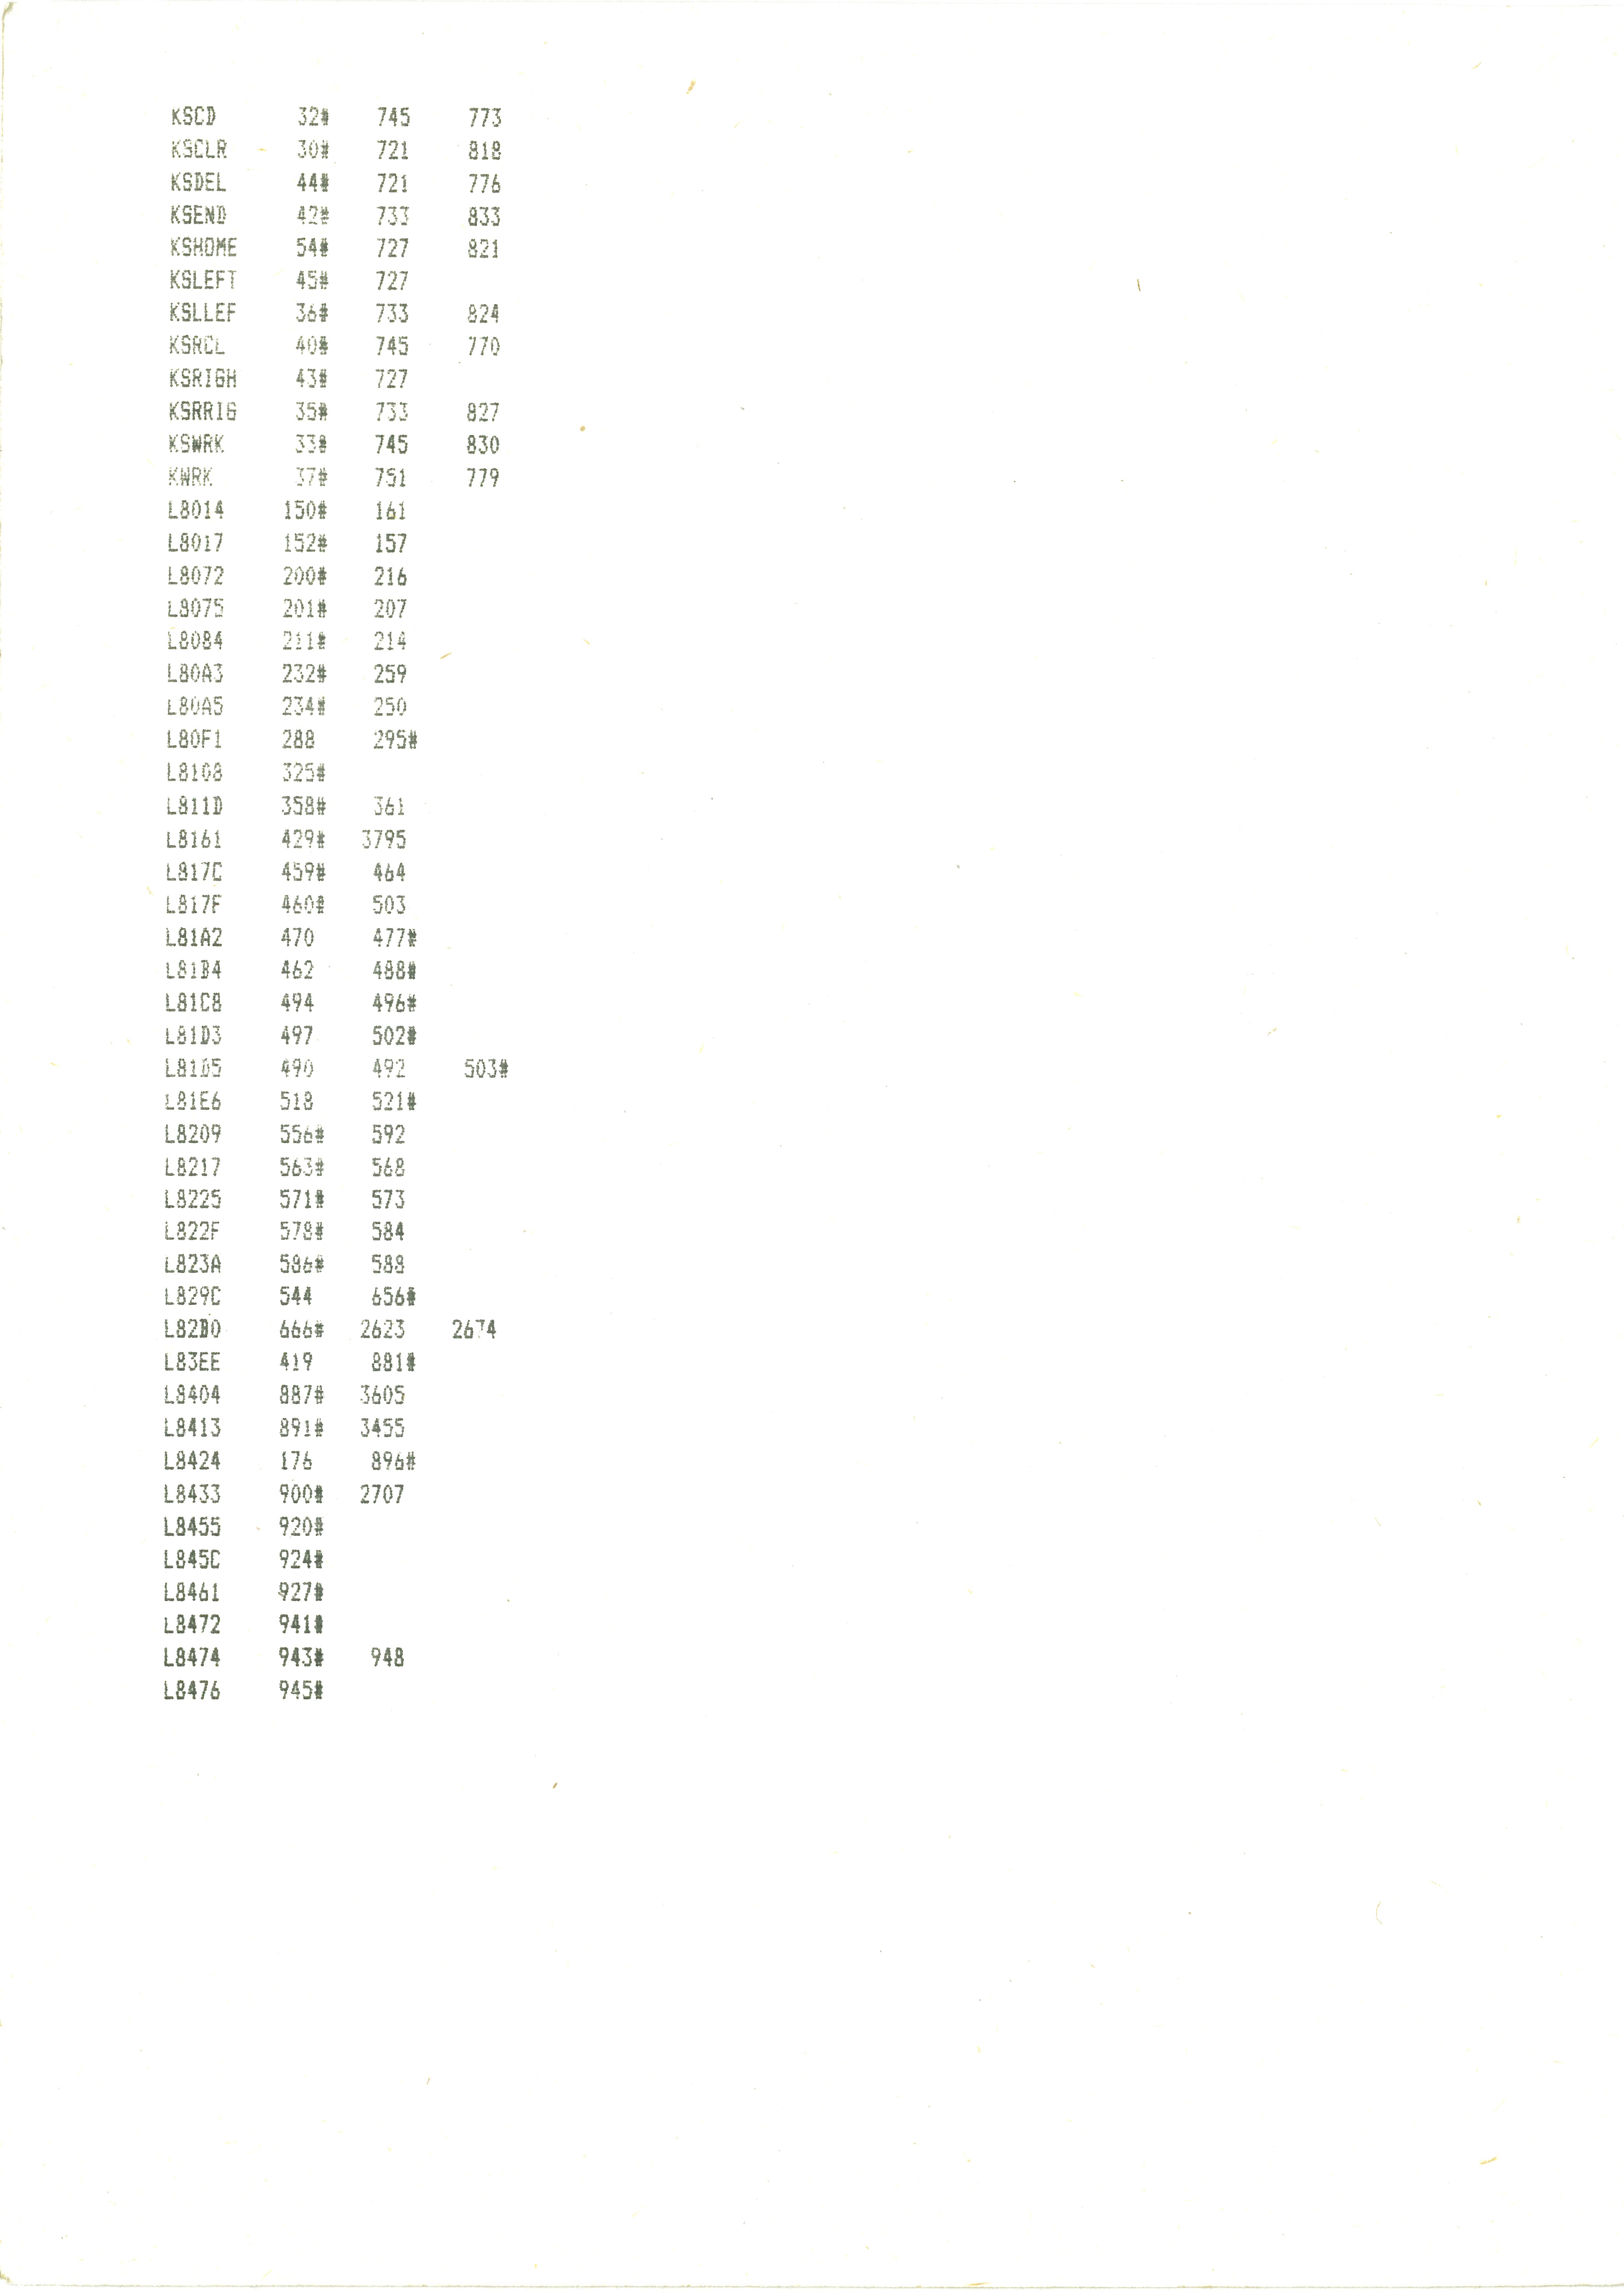 KSCD 32# 745 773
KSCLR 30# 721 818
KSDEL 44# 721 776
KSEND 42# 733 833
KSHOME 54# 727 821
KSLEFT 45# 727
KSLLEF 36# 733 824
KSRCL 40# 745 770
KSRIGH 43# 727
KSRRIG 35# 733 827
KSWRK 33# 745 830
KWRK 37# 751 779
L8014 150# 161
L8017 152# 157
L8072 200# 216
L8075 201# 207
L8084 211# 214
L80A3 232# 259
L80A5 234# 250
L80F1 288 295#
L8108 325#
L811D 358# 361
L8161 429# 3795
L817C 459# 464
L817F 460# 503
L81A2 470 477#
L81B4 462 488#
L81C8 494 496#
L81D3 497 502#
L81D5 490 492 503#
L81E6 518 521#
L8209 556# 592
L8217 563# 568
L8225 571# 573
L822F 578# 584
L823A 586# 588
L829C 544 656#
L82B0 666# 2623 2674
L83EE 419 881#
L8404 887# 3605
L8413 891# 3455
L8424 176 896#
L8433 900# 2707
L8455 920#
L845C 924#
L8461 927#
L8472 941#
L8474 943# 948
L8476 945#